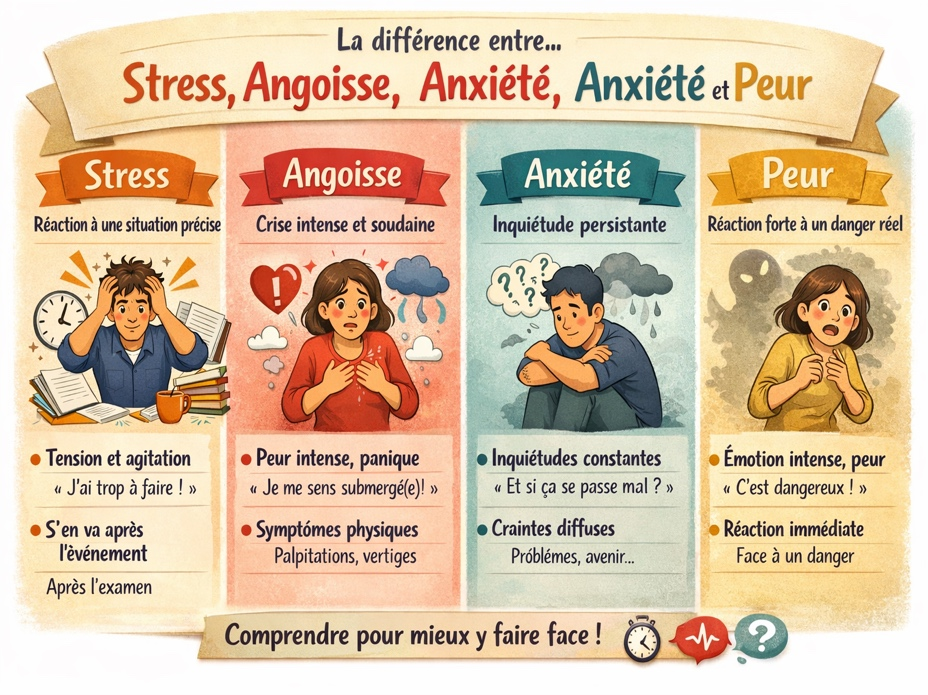 La différence entre...
Stress, Angoisse, Anxiété, Anxiété et Peur
Stress
Réaction à une situation précise
Tension et agitation
« J'ai trop à faire ! »
S'en va après
l'èvénement
Après l'examen
Angoisse
Crise intense et soudaine
!
Peur intense, panique
« Je me sens submergé(e)! »
Symptómes physiques
Palpitations, vertiges
Anxiété
Inquiétude persistante
? ? ?
? ? ?
Inquiétudes constantes
« Et si ça se passe mal ? »
Craintes diffuses
Próblémes, avenir...
Peur
Réaction forte à un danger réel
Émotion intense, peur
« C'est dangereux ! »
Réaction immédiate
Face à un danger
Comprendre pour mieux y faire face !
?